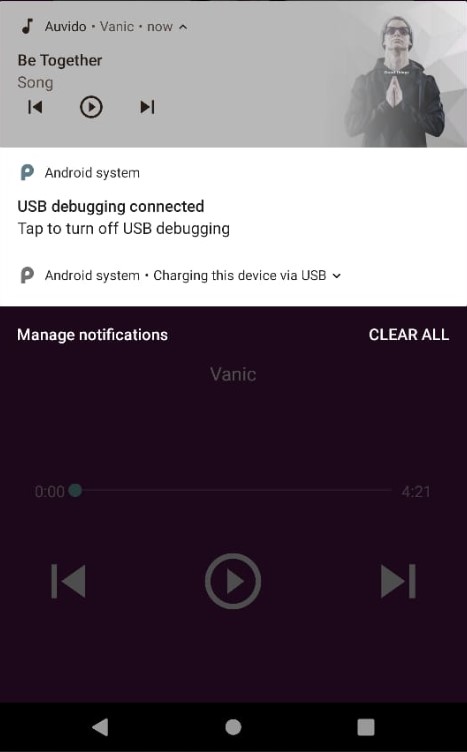 Auvido • Vanic • now
Be Together
Song
Android system
USB debugging connected
Tap to turn off USB debugging
Android system • Charging this device via USB
Manage notifications
CLEAR ALL
Vanic
0:00
4:21